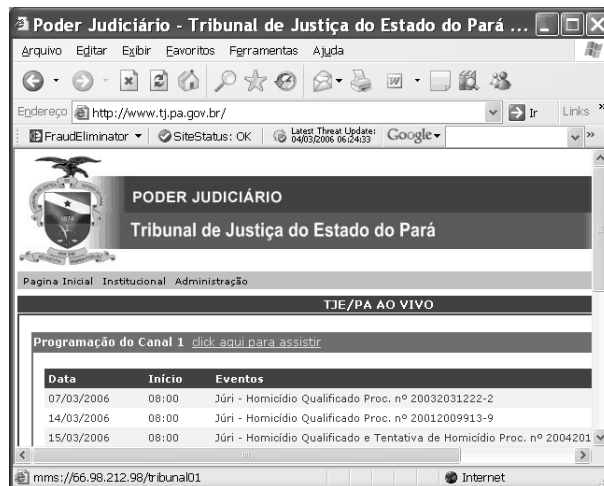 Poder Judiciário - Tribunal de Justiça do Estado do Pará ...
Arquivo Editar Exibir Favoritos Ferramentas Ajuda
Endereço http://www.tj.pa.gov.br/ Ir Links »
FraudEliminator SiteStatus: OK Latest Threat Update: 04/03/2006 06:24:33 Google »
PODER JUDICIÁRIO
Tribunal de Justiça do Estado do Pará
1874
Pagina Inicial Institucional Administração
TJE/PA AO VIVO
Programação do Canal 1 click aqui para assistir
Data Início Eventos
07/03/2006 08:00 Júri - Homicídio Qualificado Proc. nº 20032031222-2
14/03/2006 08:00 Júri - Homicídio Qualificado Proc. nº 20012009913-9
15/03/2006 08:00 Júri - Homicídio Qualificado e Tentativa de Homicídio Proc. nº 2004201
mms://66.98.212.98/tribunal01 Internet